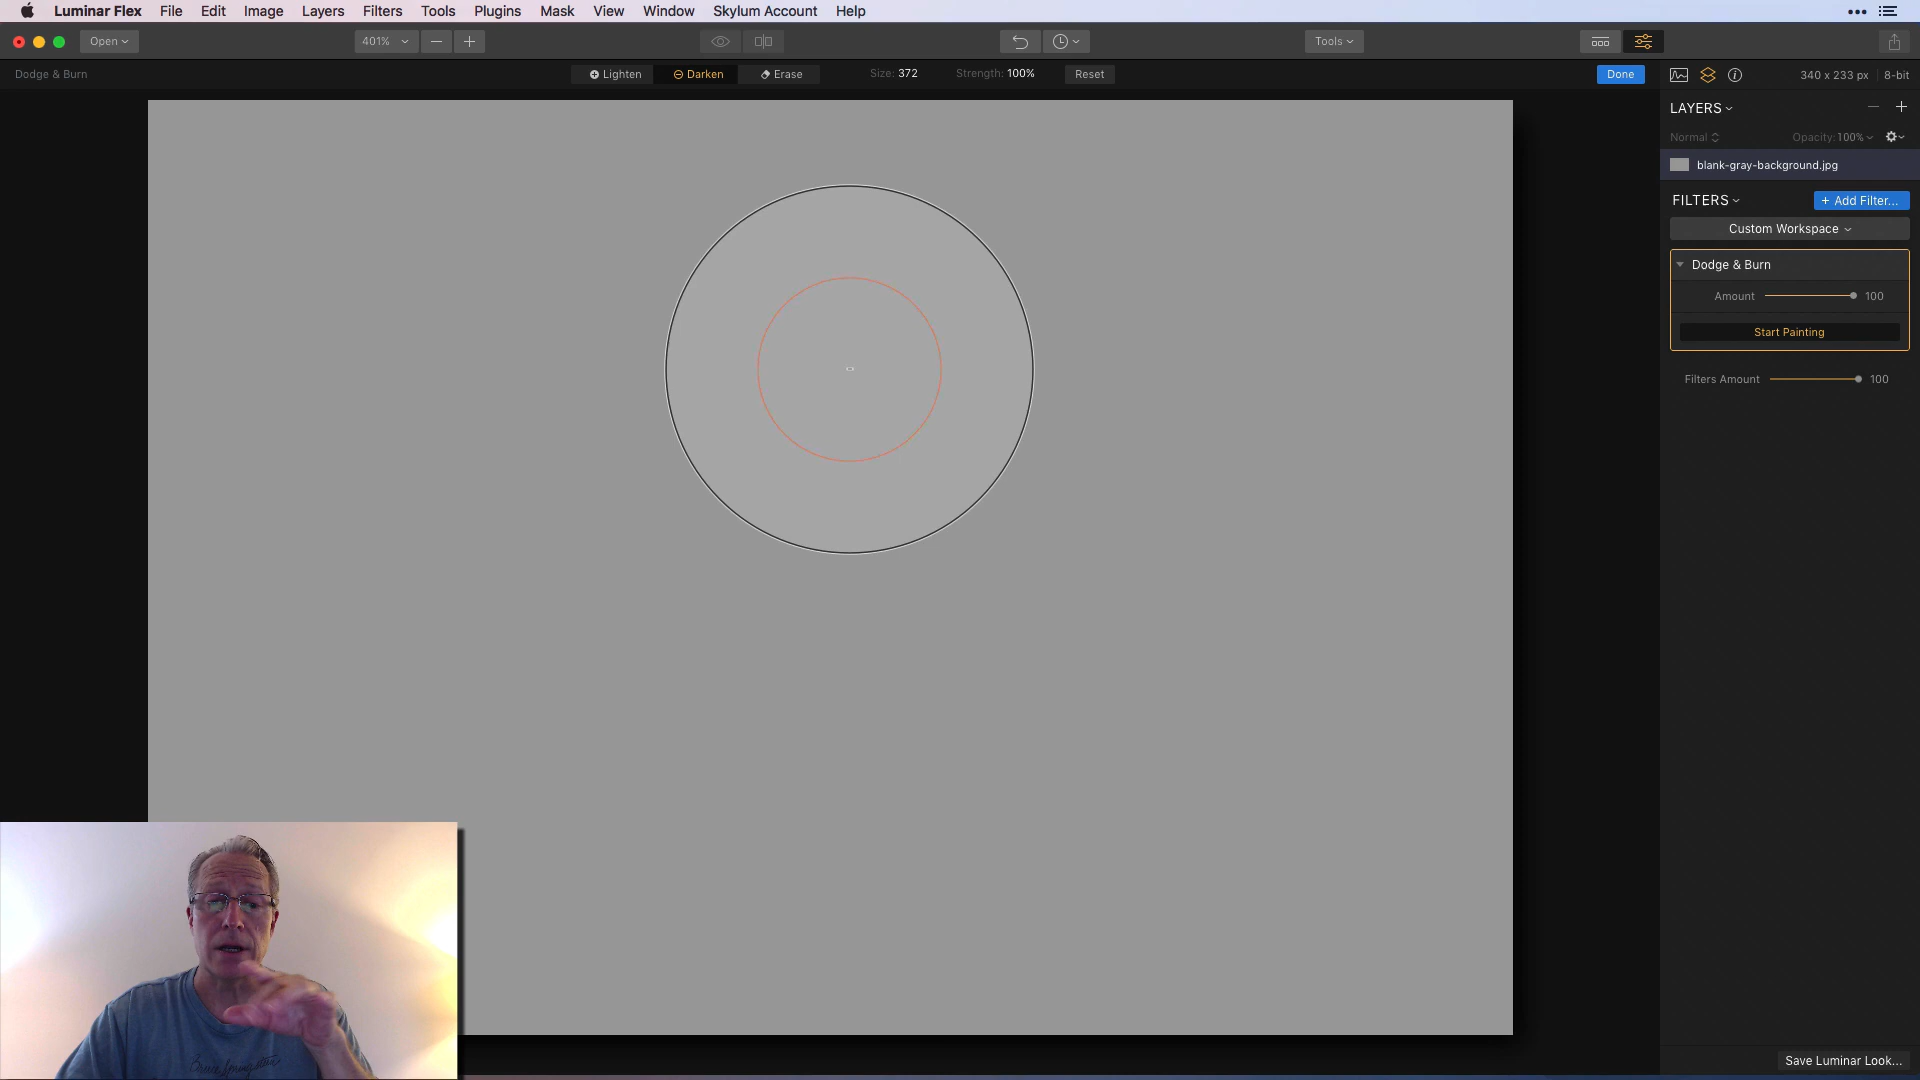 Luminar Flex File Edit Image Layers Filters Tools Plugins Mask View Window Skylum Account Help
Open 401% Tools
Dodge & Burn Lighten Darken Erase Size: 372 Strength: 100% Reset Done 340 x 233 px 8-bit
LAYERS
Normal Opacity: 100%
blank-gray-background.jpg
FILTERS + Add Filter...
Custom Workspace
Dodge & Burn
Amount 100
Start Painting
Filters Amount 100
Save Luminar Look...